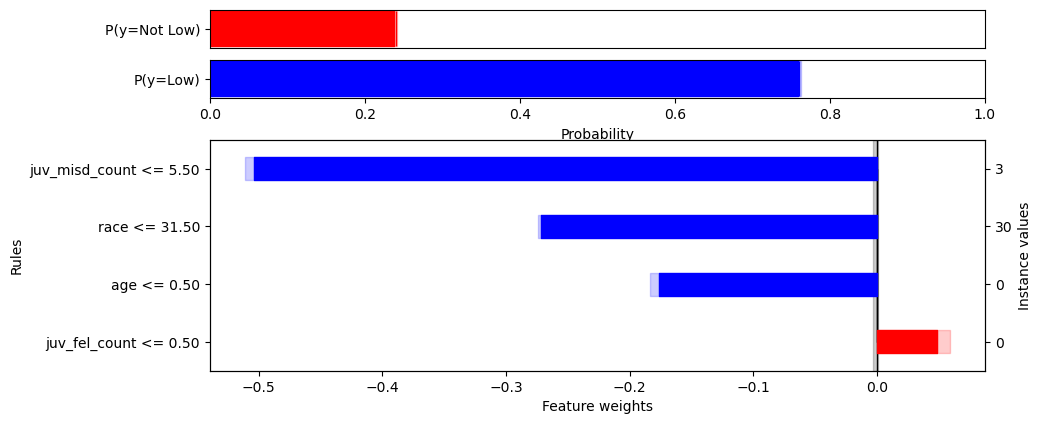 P(y=Not Low)
P(y=Low)
0.0 0.2 0.4 0.6 0.8 1.0
Probability
juv_misd_count <= 5.50 3
race <= 31.50 30
age <= 0.50 0
juv_fel_count <= 0.50 0
Rules
Instance values
−0.5 −0.4 −0.3 −0.2 −0.1 0.0
Feature weights